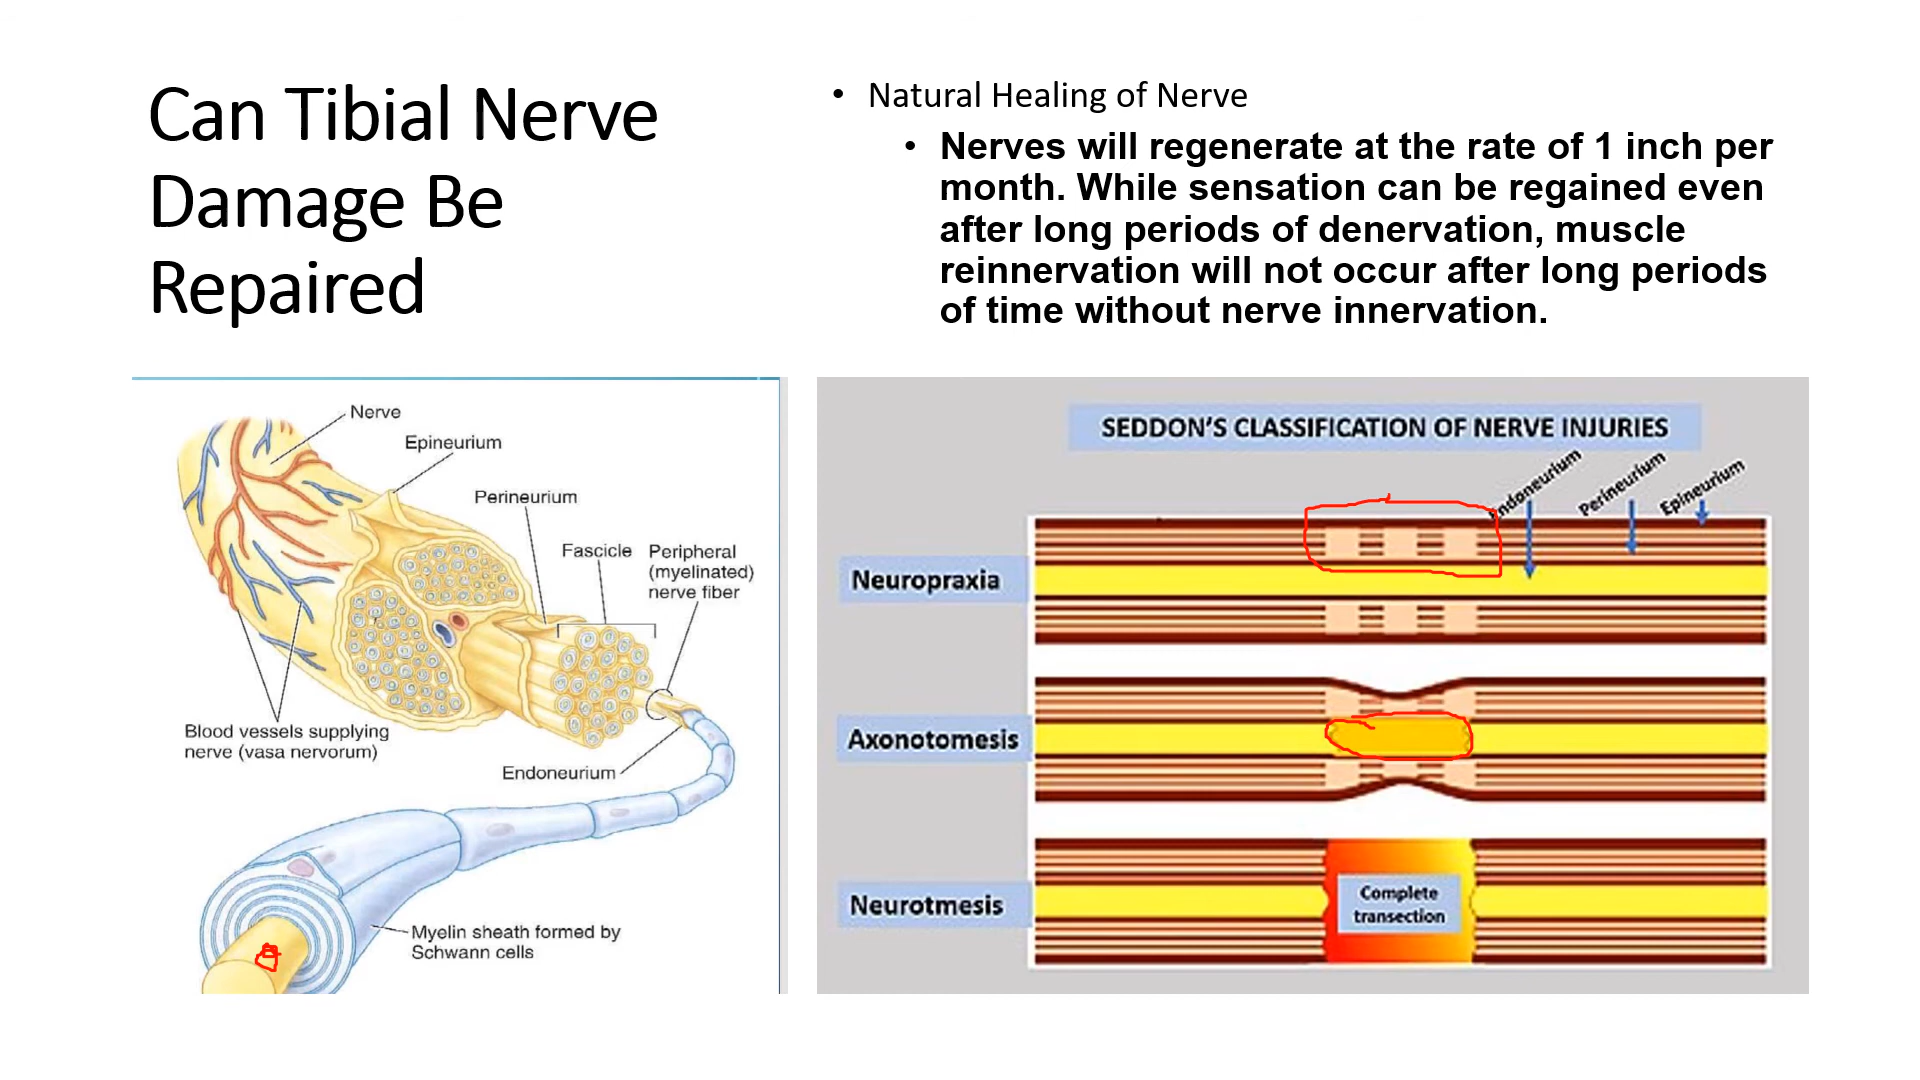 Can Tibial Nerve
Damage Be
Repaired
• Natural Healing of Nerve
• Nerves will regenerate at the rate of 1 inch per
month. While sensation can be regained even
after long periods of denervation, muscle
reinnervation will not occur after long periods
of time without nerve innervation.
Nerve
Epineurium
Perineurium
Fascicle
Peripheral
(myelinated)
nerve fiber
Blood vessels supplying
nerve (vasa nervorum)
Endoneurium
Myelin sheath formed by
Schwann cells
SEDDON'S CLASSIFICATION OF NERVE INJURIES
Endoneurium
Perineurium
Epineurium
Neuropraxia
Axonotomesis
Neurotmesis
Complete
transection